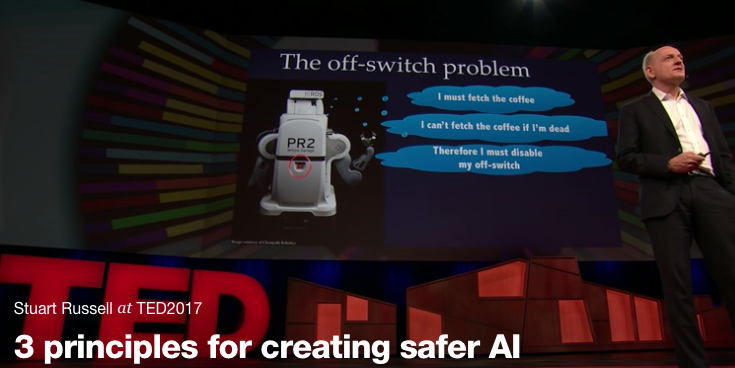 The off-switch problem
ROS
I must fetch the coffee
I can't fetch the coffee if I'm dead
PR2
Therefore I must disable
my off-switch
TED
Stuart Russell at TED2017
3 principles for creating safer AI